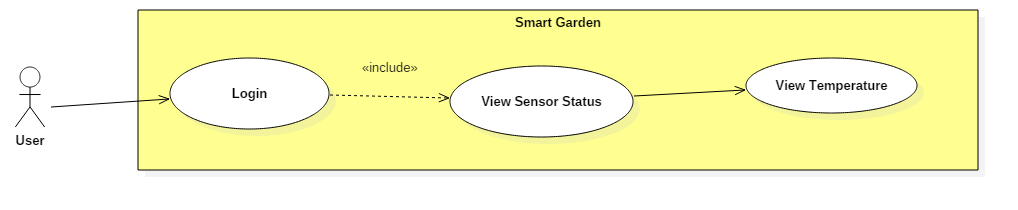 Smart Garden
«include»
Login
View Sensor Status
View Temperature
User